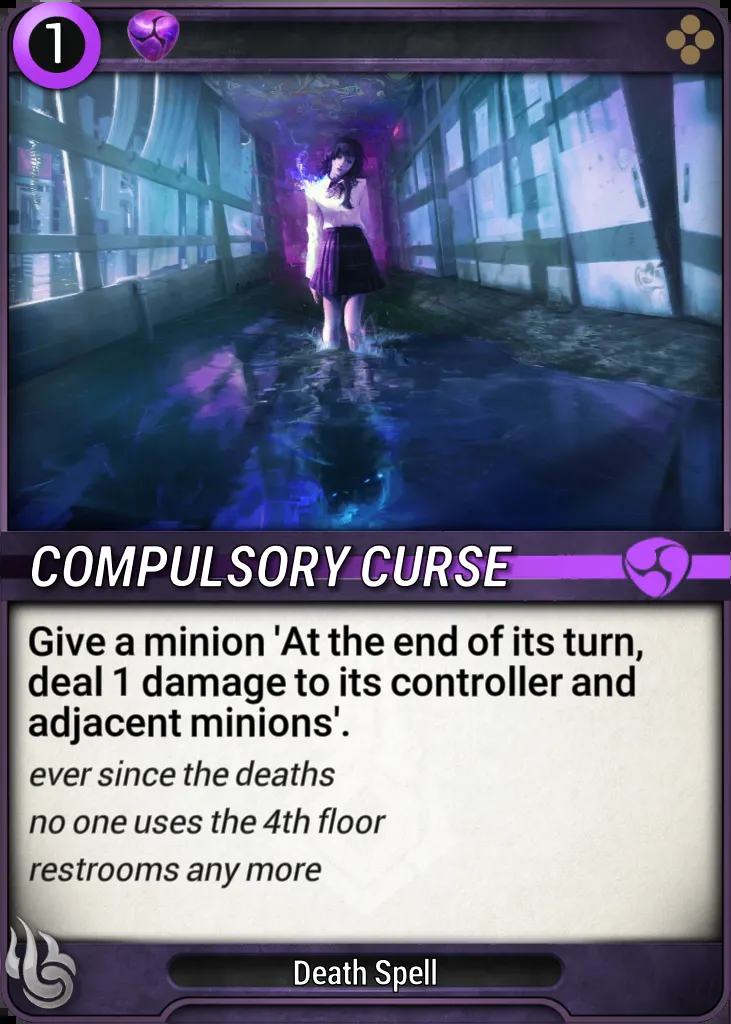 1
COMPULSORY CURSE
Give a minion 'At the end of its turn,
deal 1 damage to its controller and
adjacent minions'.
ever since the deaths
no one uses the 4th floor
restrooms any more
Death Spell